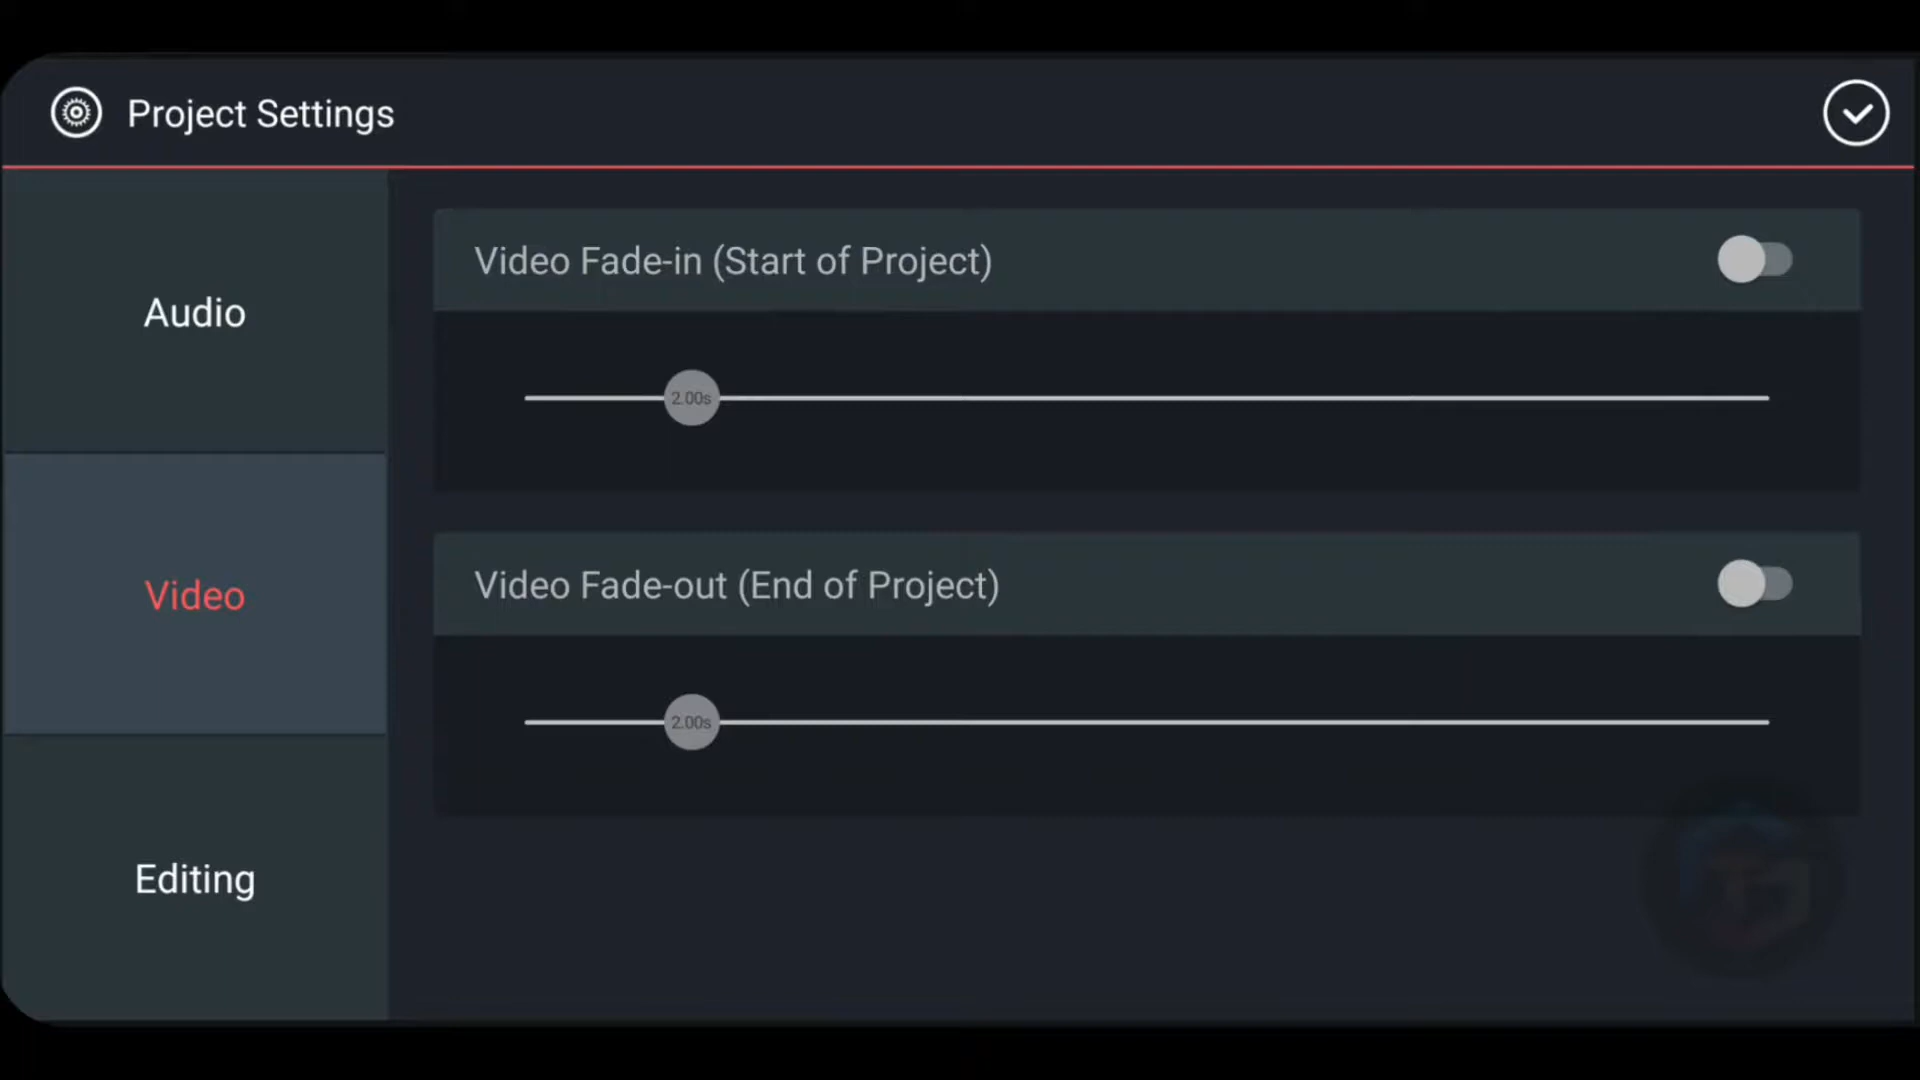 Project Settings
Audio
Video
Editing
Video Fade-in (Start of Project)
2.00s
Video Fade-out (End of Project)
2.00s